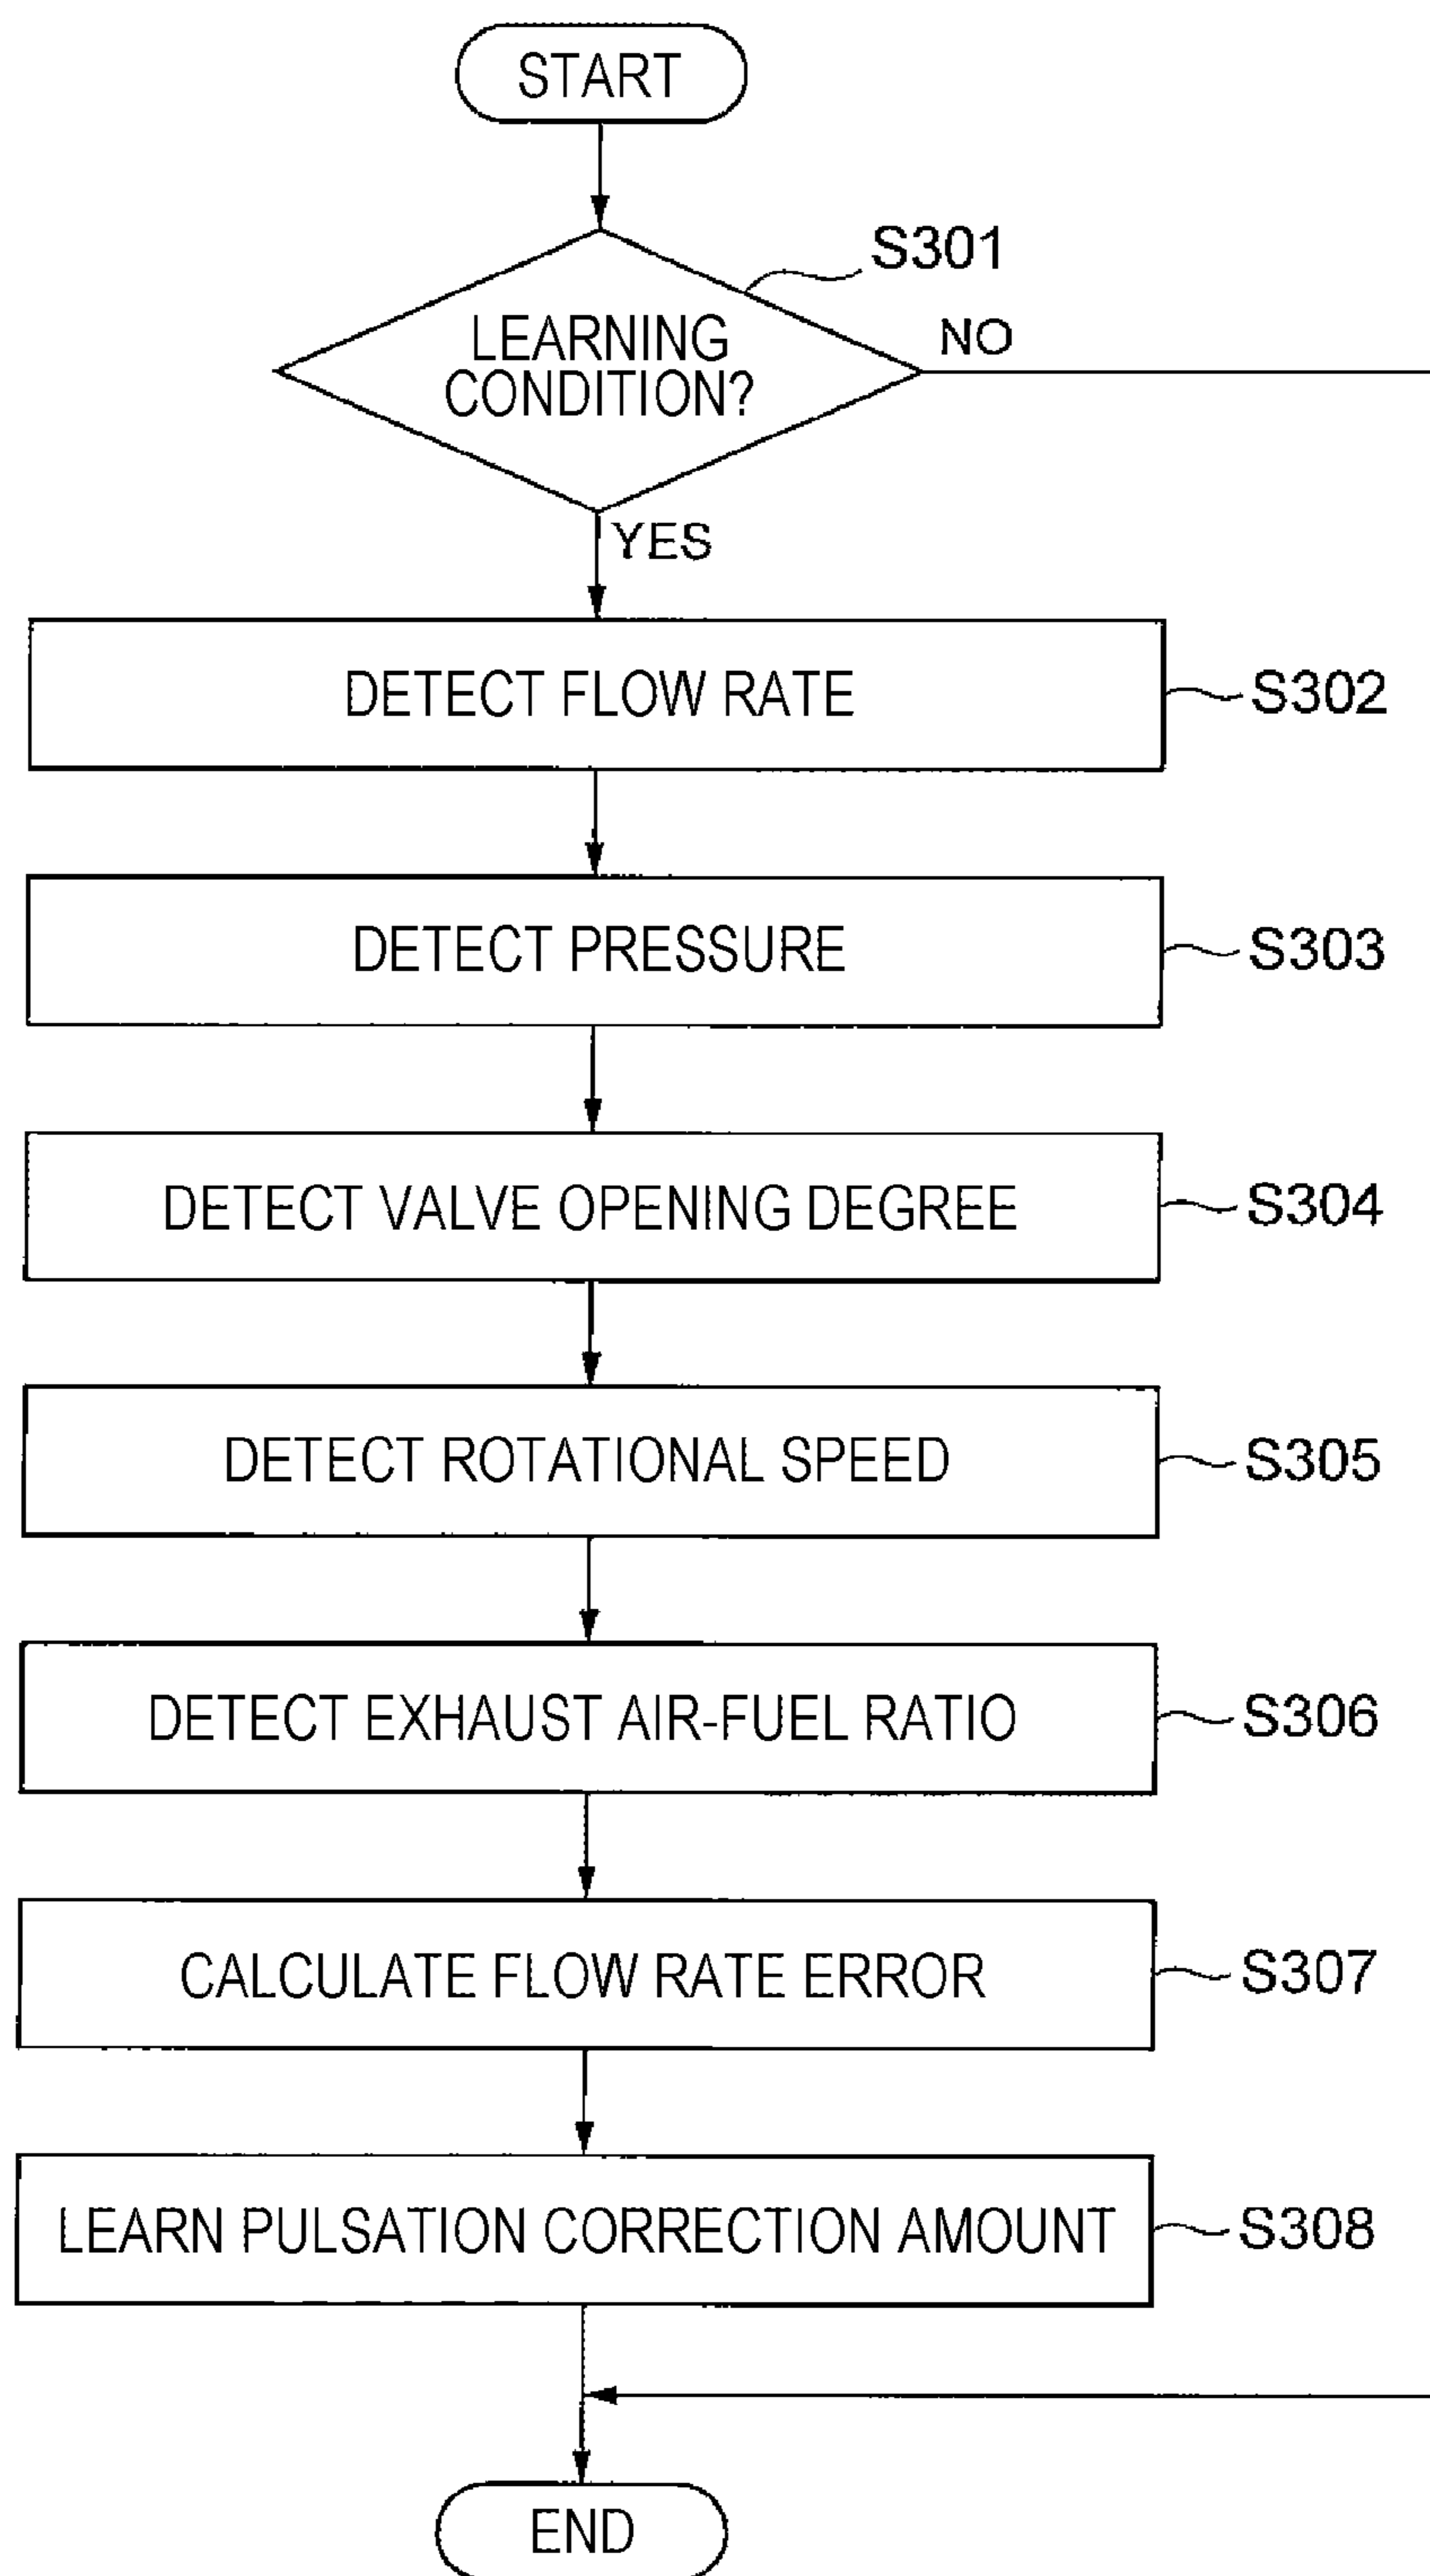 START
S301
LEARNING
CONDITION?
NO
YES
DETECT FLOW RATE
S302
DETECT PRESSURE
S303
DETECT VALVE OPENING DEGREE
S304
DETECT ROTATIONAL SPEED
S305
DETECT EXHAUST AIR-FUEL RATIO
S306
CALCULATE FLOW RATE ERROR
S307
LEARN PULSATION CORRECTION AMOUNT
S308
END